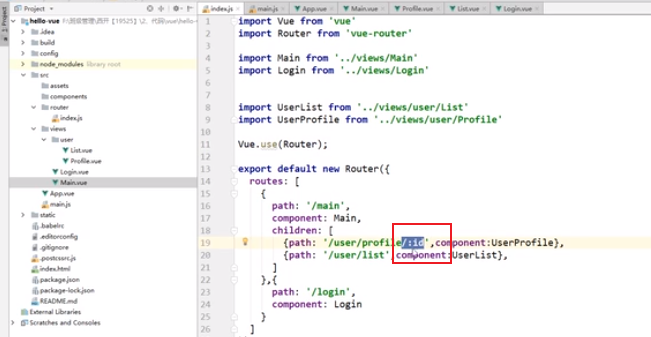 Project
index.js
main.js
App.vue
Main.vue
Profile.vue
List.vue
Login.vue
1: Project
hello-vue
.idea
build
config
node_modules library root
src
assets
components
router
index.js
views
user
List.vue
Profile.vue
Login.vue
Main.vue
App.vue
main.js
static
.babelrc
.editorconfig
.gitignore
.postcssrc.js
index.html
package.json
package-lock.json
README.md
External Libraries
Scratches and Consoles
1 import Vue from 'vue'
2 import Router from 'vue-router'
3
4 import Main from '../views/Main'
5 import Login from '../views/Login'
6
7
8 import UserList from '../views/user/List'
9 import UserProfile from '../views/user/Profile'
10
11 Vue.use(Router);
12
13 export default new Router({
14 routes: [
15 {
16 path: '/main',
17 component: Main,
18 children: [
19 {path: '/user/profile/:id',component:UserProfile},
20 {path: '/user/list',component:UserList},
21 ]
22 },{
23 path: '/login',
24 component: Login
25 }
26 ]